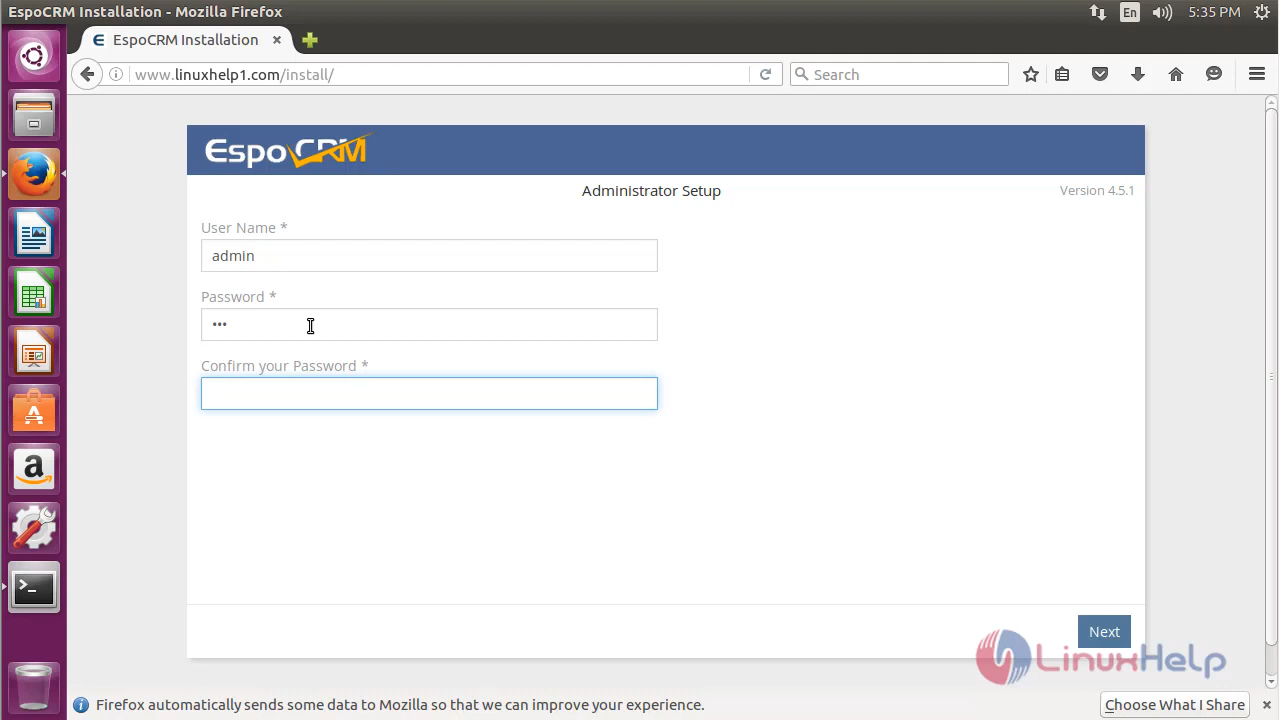 EspoCRM Installation - Mozilla Firefox
En
5:35 PM
EspoCRM Installation
www.linuxhelp1.com/install/
Search
EspoCRM
Administrator Setup
Version 4.5.1
User Name *
admin
Password *
•••
Confirm your Password *
Next
LinuxHelp
Firefox automatically sends some data to Mozilla so that we can improve your experience.
Choose What I Share